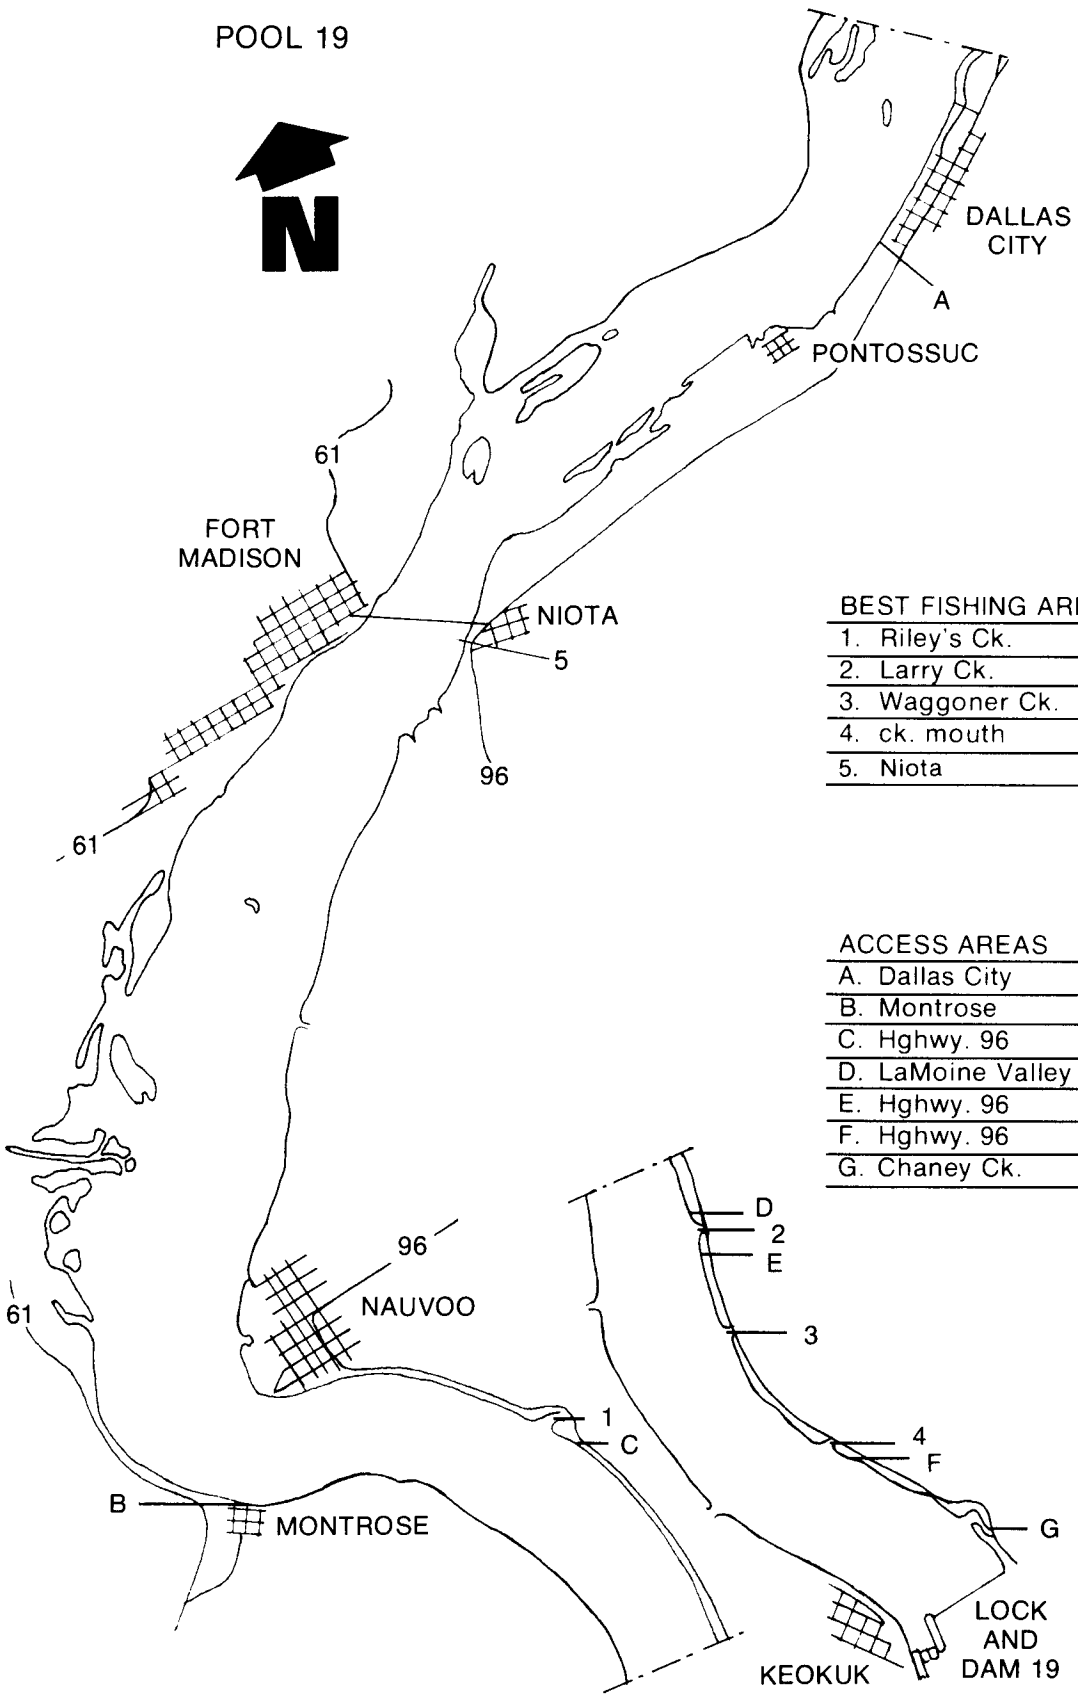 POOL 19
N
DALLAS
CITY
A
PONTOSSUC
61
FORT
MADISON
NIOTA
5
96
61
BEST FISHING ARE
1. Riley's Ck.
2. Larry Ck.
3. Waggoner Ck.
4. ck. mouth
5. Niota
ACCESS AREAS
A. Dallas City
B. Montrose
C. Hghwy. 96
D. LaMoine Valley
E. Hghwy. 96
F. Hghwy. 96
G. Chaney Ck.
D
2
E
96
NAUVOO
61
3
1
C
4
F
B
MONTROSE
G
LOCK
AND
DAM 19
KEOKUK